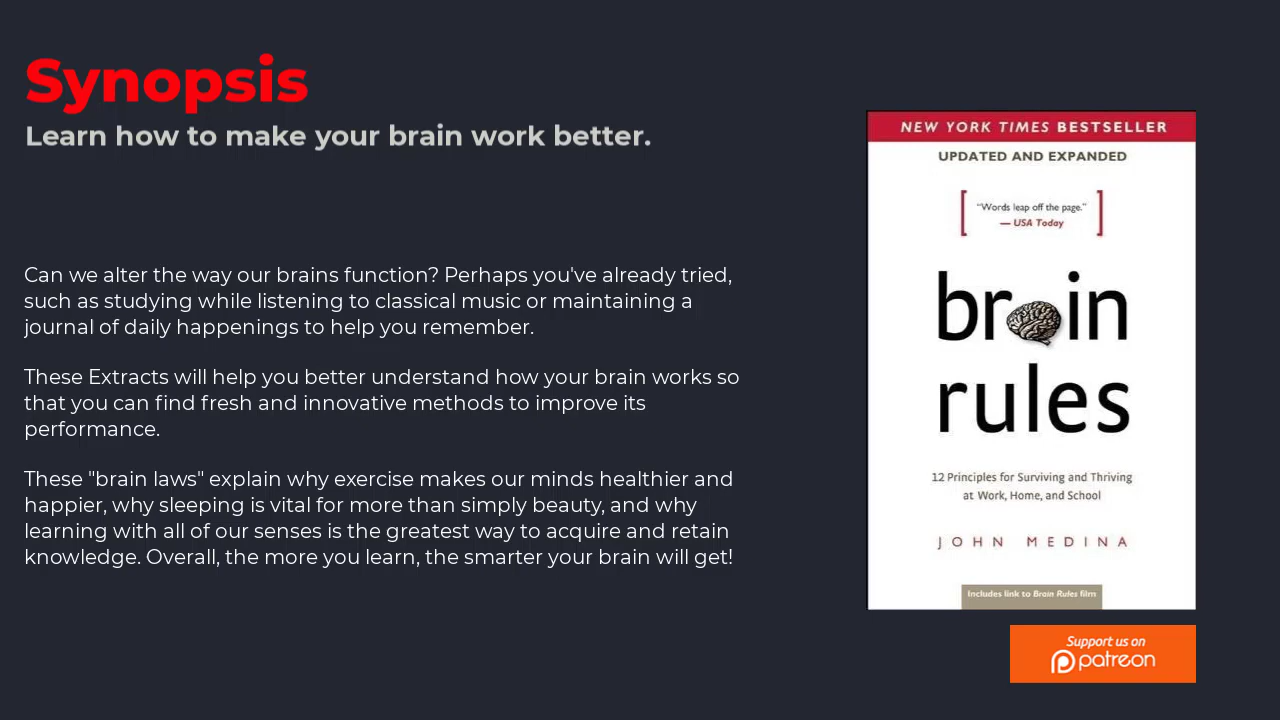 Synopsis
Learn how to make your brain work better.
Can we alter the way our brains function? Perhaps you've already tried,
such as studying while listening to classical music or maintaining a
journal of daily happenings to help you remember.
These Extracts will help you better understand how your brain works so
that you can find fresh and innovative methods to improve its
performance.
These "brain laws" explain why exercise makes our minds healthier and
happier, why sleeping is vital for more than simply beauty, and why
learning with all of our senses is the greatest way to acquire and retain
knowledge. Overall, the more you learn, the smarter your brain will get!
NEW YORK TIMES BESTSELLER
UPDATED AND EXPANDED
"Words leap off the page."
— USA Today
brain
rules
12 Principles for Surviving and Thriving
at Work, Home, and School
JOHN MEDINA
Includes link to Brain Rules film
Support us on
patreon